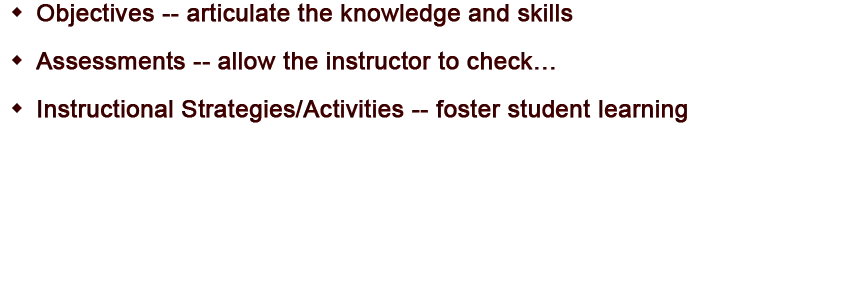 ◆ Objectives -- articulate the knowledge and skills
◆ Assessments -- allow the instructor to check…
◆ Instructional Strategies/Activities -- foster student learning